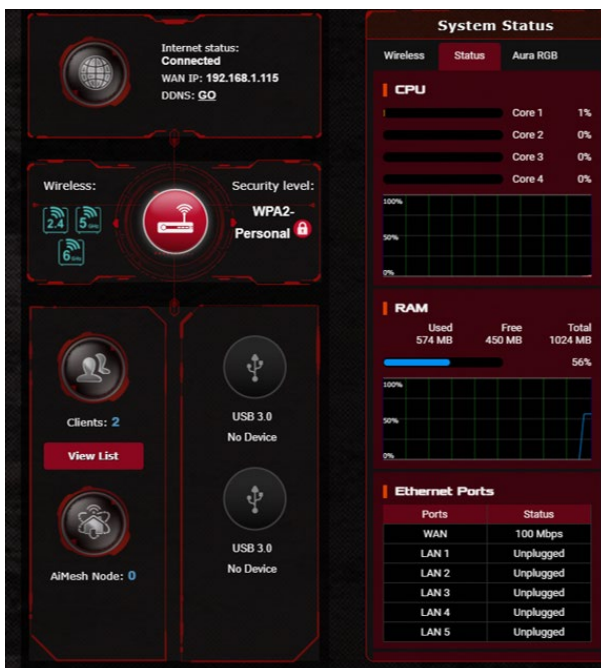 Internet status:
Connected
WAN IP: 192.168.1.115
DDNS: GO
Wireless:
2.4
5 GHz
6 GHz
Security level:
WPA2-
Personal
Clients: 2
View List
AiMesh Node: 0
USB 3.0
No Device
USB 3.0
No Device
System Status
Wireless Status Aura RGB
CPU
Core 1 1%
Core 2 0%
Core 3 0%
Core 4 0%
100%
50%
0%
RAM
Used Free Total
574 MB 450 MB 1024 MB
56%
100%
50%
0%
Ethernet Ports
Ports Status
WAN 100 Mbps
LAN 1 Unplugged
LAN 2 Unplugged
LAN 3 Unplugged
LAN 4 Unplugged
LAN 5 Unplugged